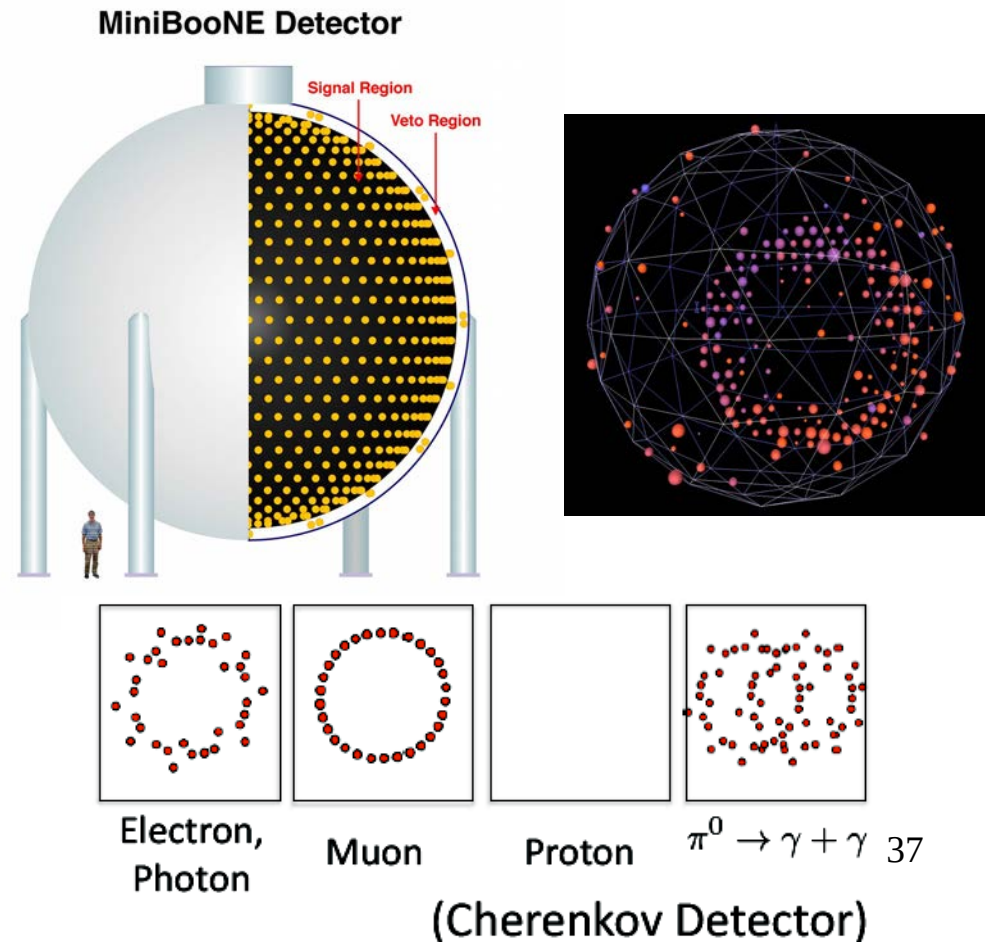 MiniBooNE Detector
Signal Region
Veto Region
Electron,
Photon
Muon
Proton
π⁰ → γ + γ
37
(Cherenkov Detector)